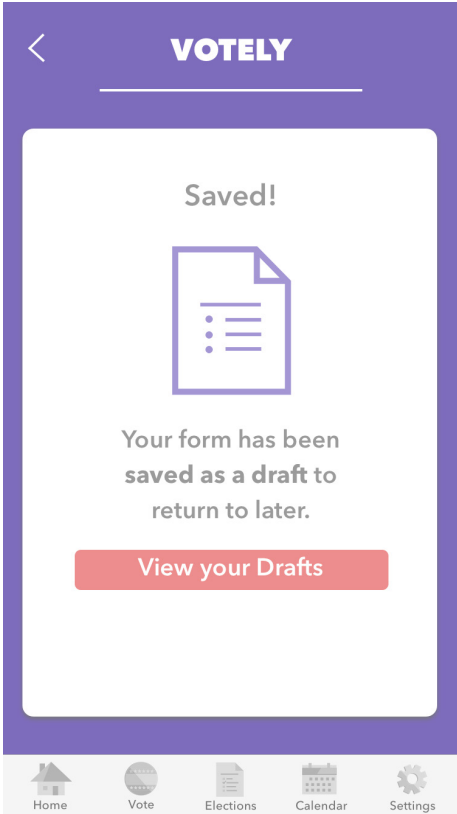 VOTELY
Saved!
Your form has been
saved as a draft to
return to later.
View your Drafts
Home Vote Elections Calendar Settings